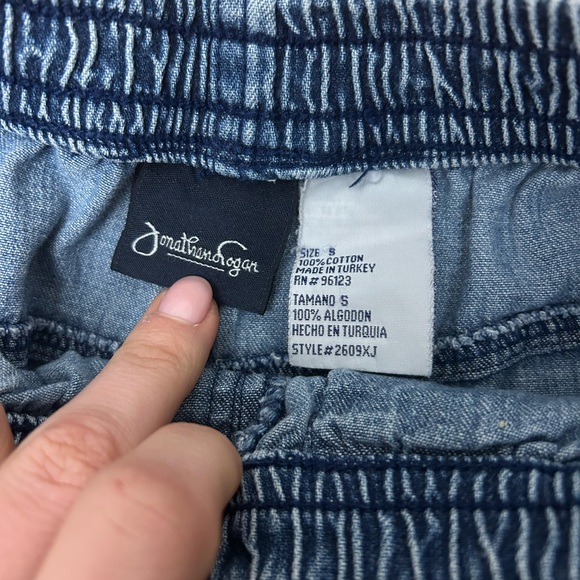 Jonathan Logan
SIZE S
100% COTTON
MADE IN TURKEY
RN # 96123
TAMANO S
100% ALGODON
HECHO EN TURQUIA
STYLE# 2609XJ